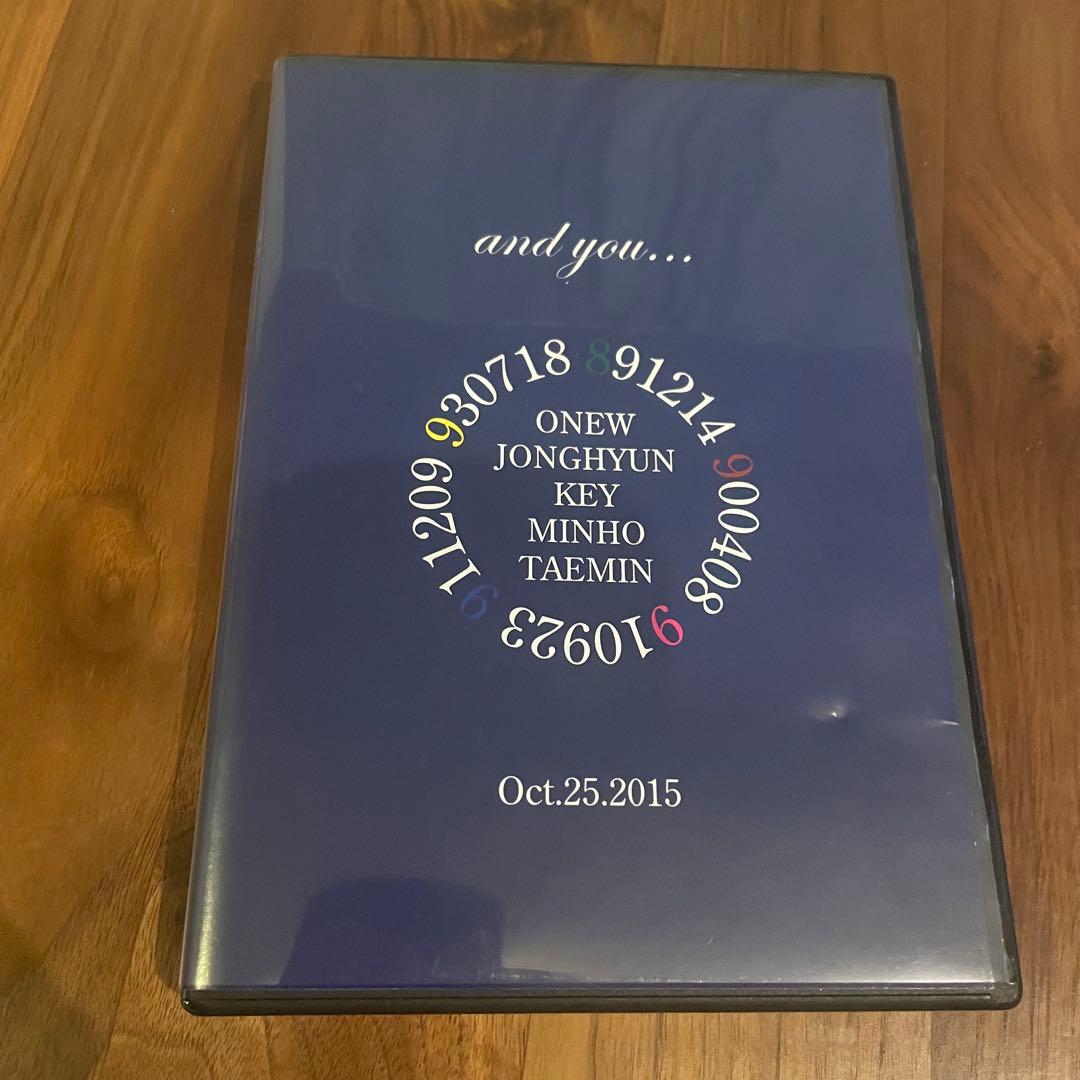 and you...
891214 900408 910923 911209 930718
ONEW
JONGHYUN
KEY
MINHO
TAEMIN
Oct.25.2015